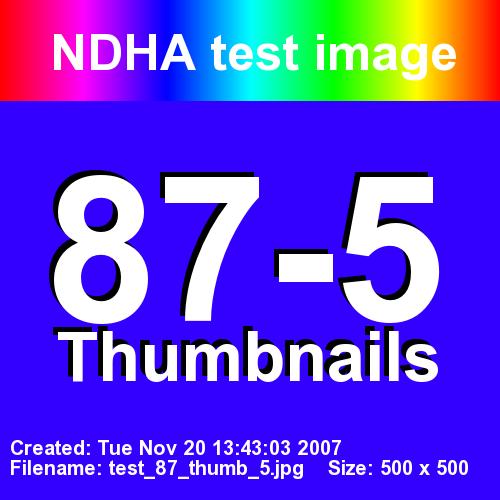 NDHA test image
87-5
Thumbnails
Created: Tue Nov 20 13:43:03 2007
Filename: test_87_thumb_5.jpg Size: 500 x 500